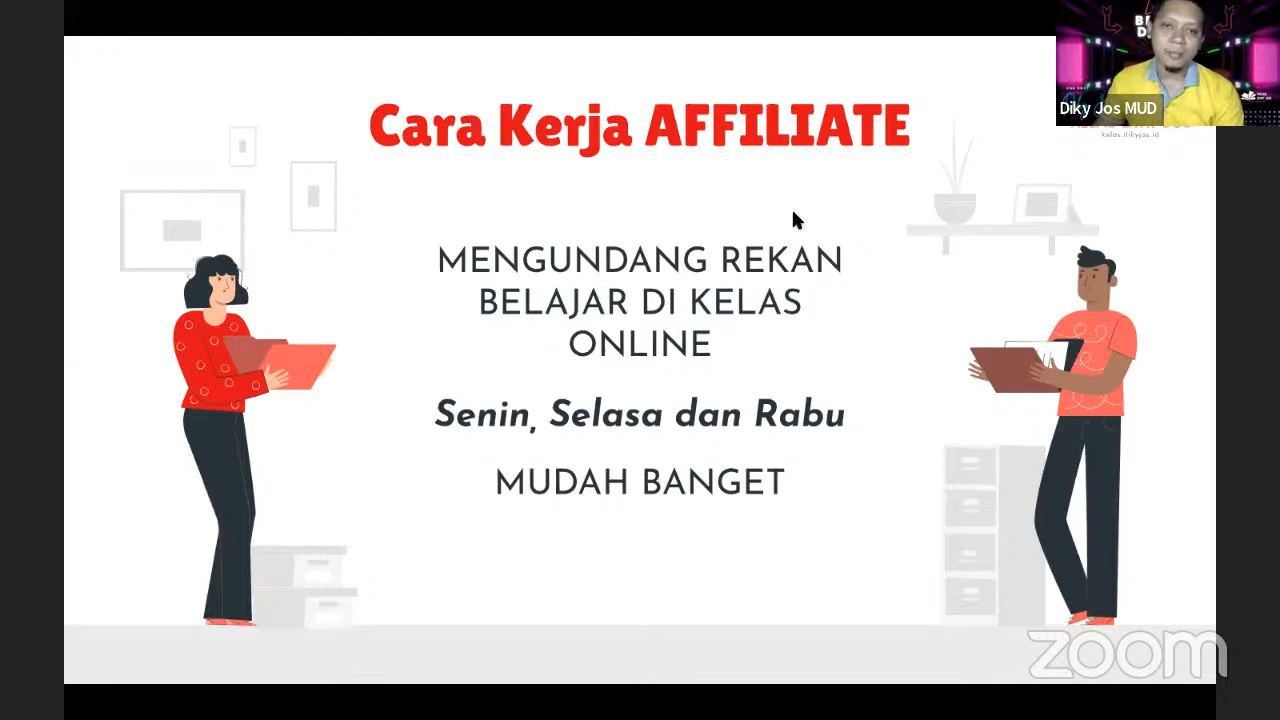 Cara Kerja AFFILIATE
MENGUNDANG REKAN
BELAJAR DI KELAS
ONLINE
Senin, Selasa dan Rabu
MUDAH BANGET
Diky Jos MUD
kelas.dikyjos.id
zoom